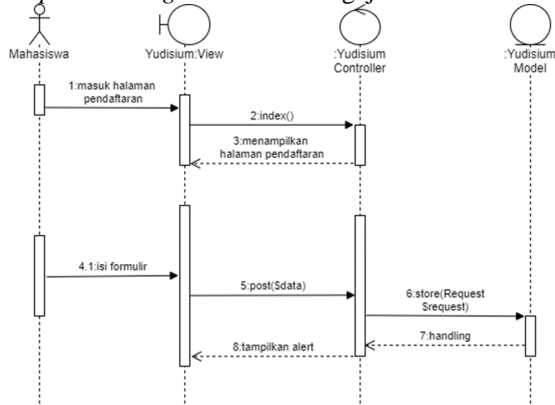 Mahasiswa
Yudisium:View
:Yudisium
Controller
:Yudisium
Model
1:masuk halaman
pendaftaran
2:index()
3:menampilkan
halaman pendaftaran
4.1:isi formulir
5:post($data)
6:store(Request
$request)
7:handling
8:tampilkan alert